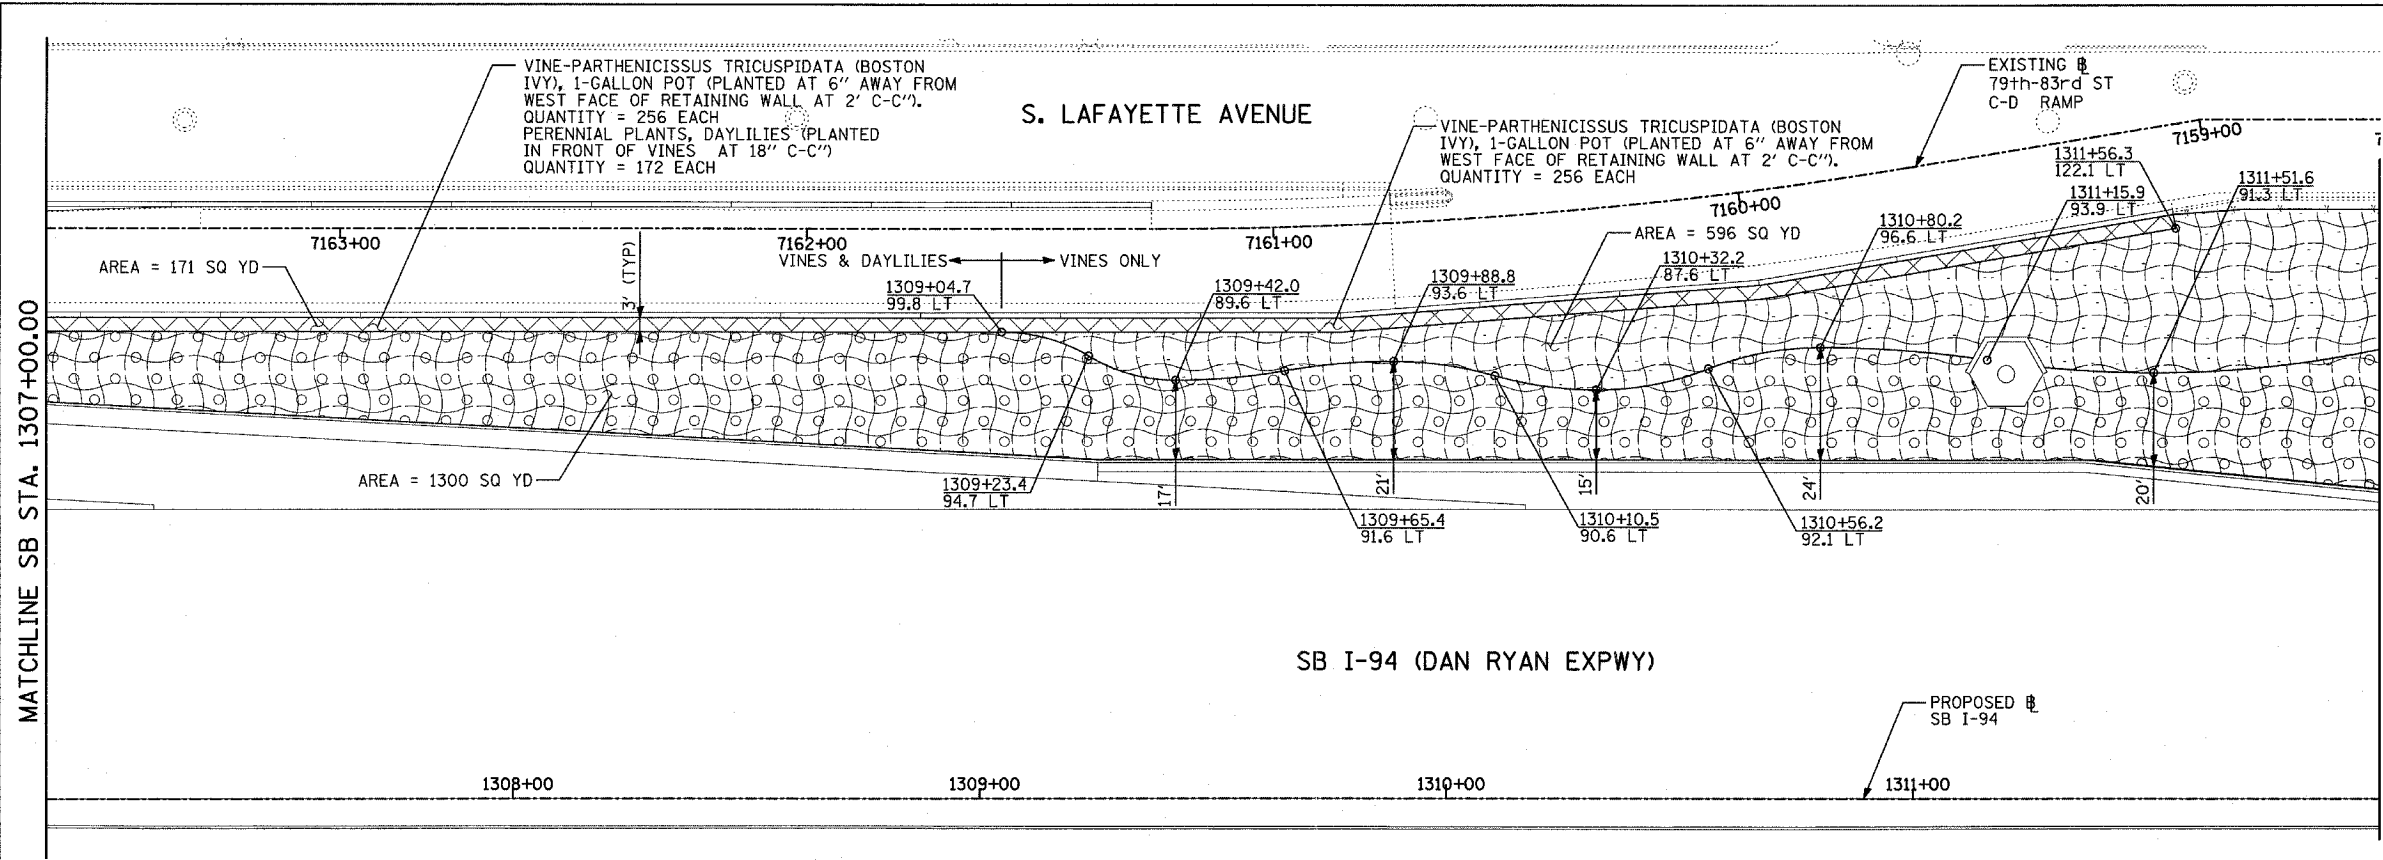 VINE-PARTHENICISSUS TRICUSPIDATA (BOSTON
IVY), 1-GALLON POT (PLANTED AT 6" AWAY FROM
WEST FACE OF RETAINING WALL AT 2' C-C").
QUANTITY = 256 EACH
PERENNIAL PLANTS, DAYLILIES (PLANTED
IN FRONT OF VINES AT 18" C-C")
QUANTITY = 172 EACH
S. LAFAYETTE AVENUE
VINE-PARTHENICISSUS TRICUSPIDATA (BOSTON
IVY), 1-GALLON POT (PLANTED AT 6" AWAY FROM
WEST FACE OF RETAINING WALL AT 2' C-C").
QUANTITY = 256 EACH
EXISTING ℄
79th-83rd ST
C-D RAMP
7159+00
7160+00
7161+00
7162+00
7163+00
1311+56.3
122.1 LT
1311+15.9
93.9 LT
1311+51.6
91.3 LT
1310+80.2
96.6 LT
AREA = 596 SQ YD
1310+32.2
87.6 LT
1309+88.8
93.6 LT
1309+42.0
89.6 LT
1309+04.7
99.8 LT
VINES & DAYLILIES
VINES ONLY
3' (TYP)
AREA = 171 SQ YD
AREA = 1300 SQ YD
1309+23.4
94.7 LT
17'
1309+65.4
91.6 LT
21'
1310+10.5
90.6 LT
15'
1310+56.2
92.1 LT
24'
20'
MATCHLINE SB STA. 1307+00.00
SB I-94 (DAN RYAN EXPWY)
PROPOSED ℄
SB I-94
1308+00
1309+00
1310+00
1311+00